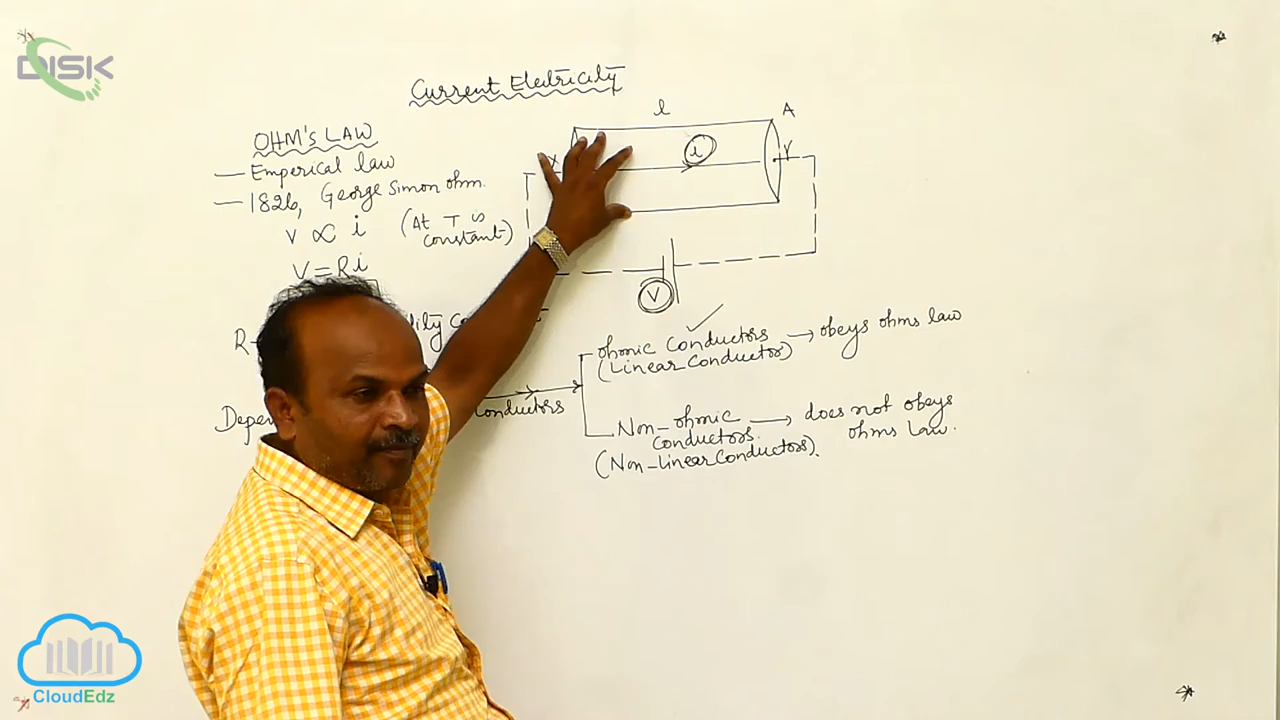 DISK
Current Electricity
OHM's LAW
— Emperical law
— 1826, George Simon ohm.
V ∝ i (At T is constant)
V = Ri
R-
Conductors
l
A
X
i
Y
V
ohmic Conductors → obeys ohms law
(Linear Conductor)
Non-ohmic → does not obeys
conductors. ohms Law.
(Non-linear Conductors).
CloudEdz